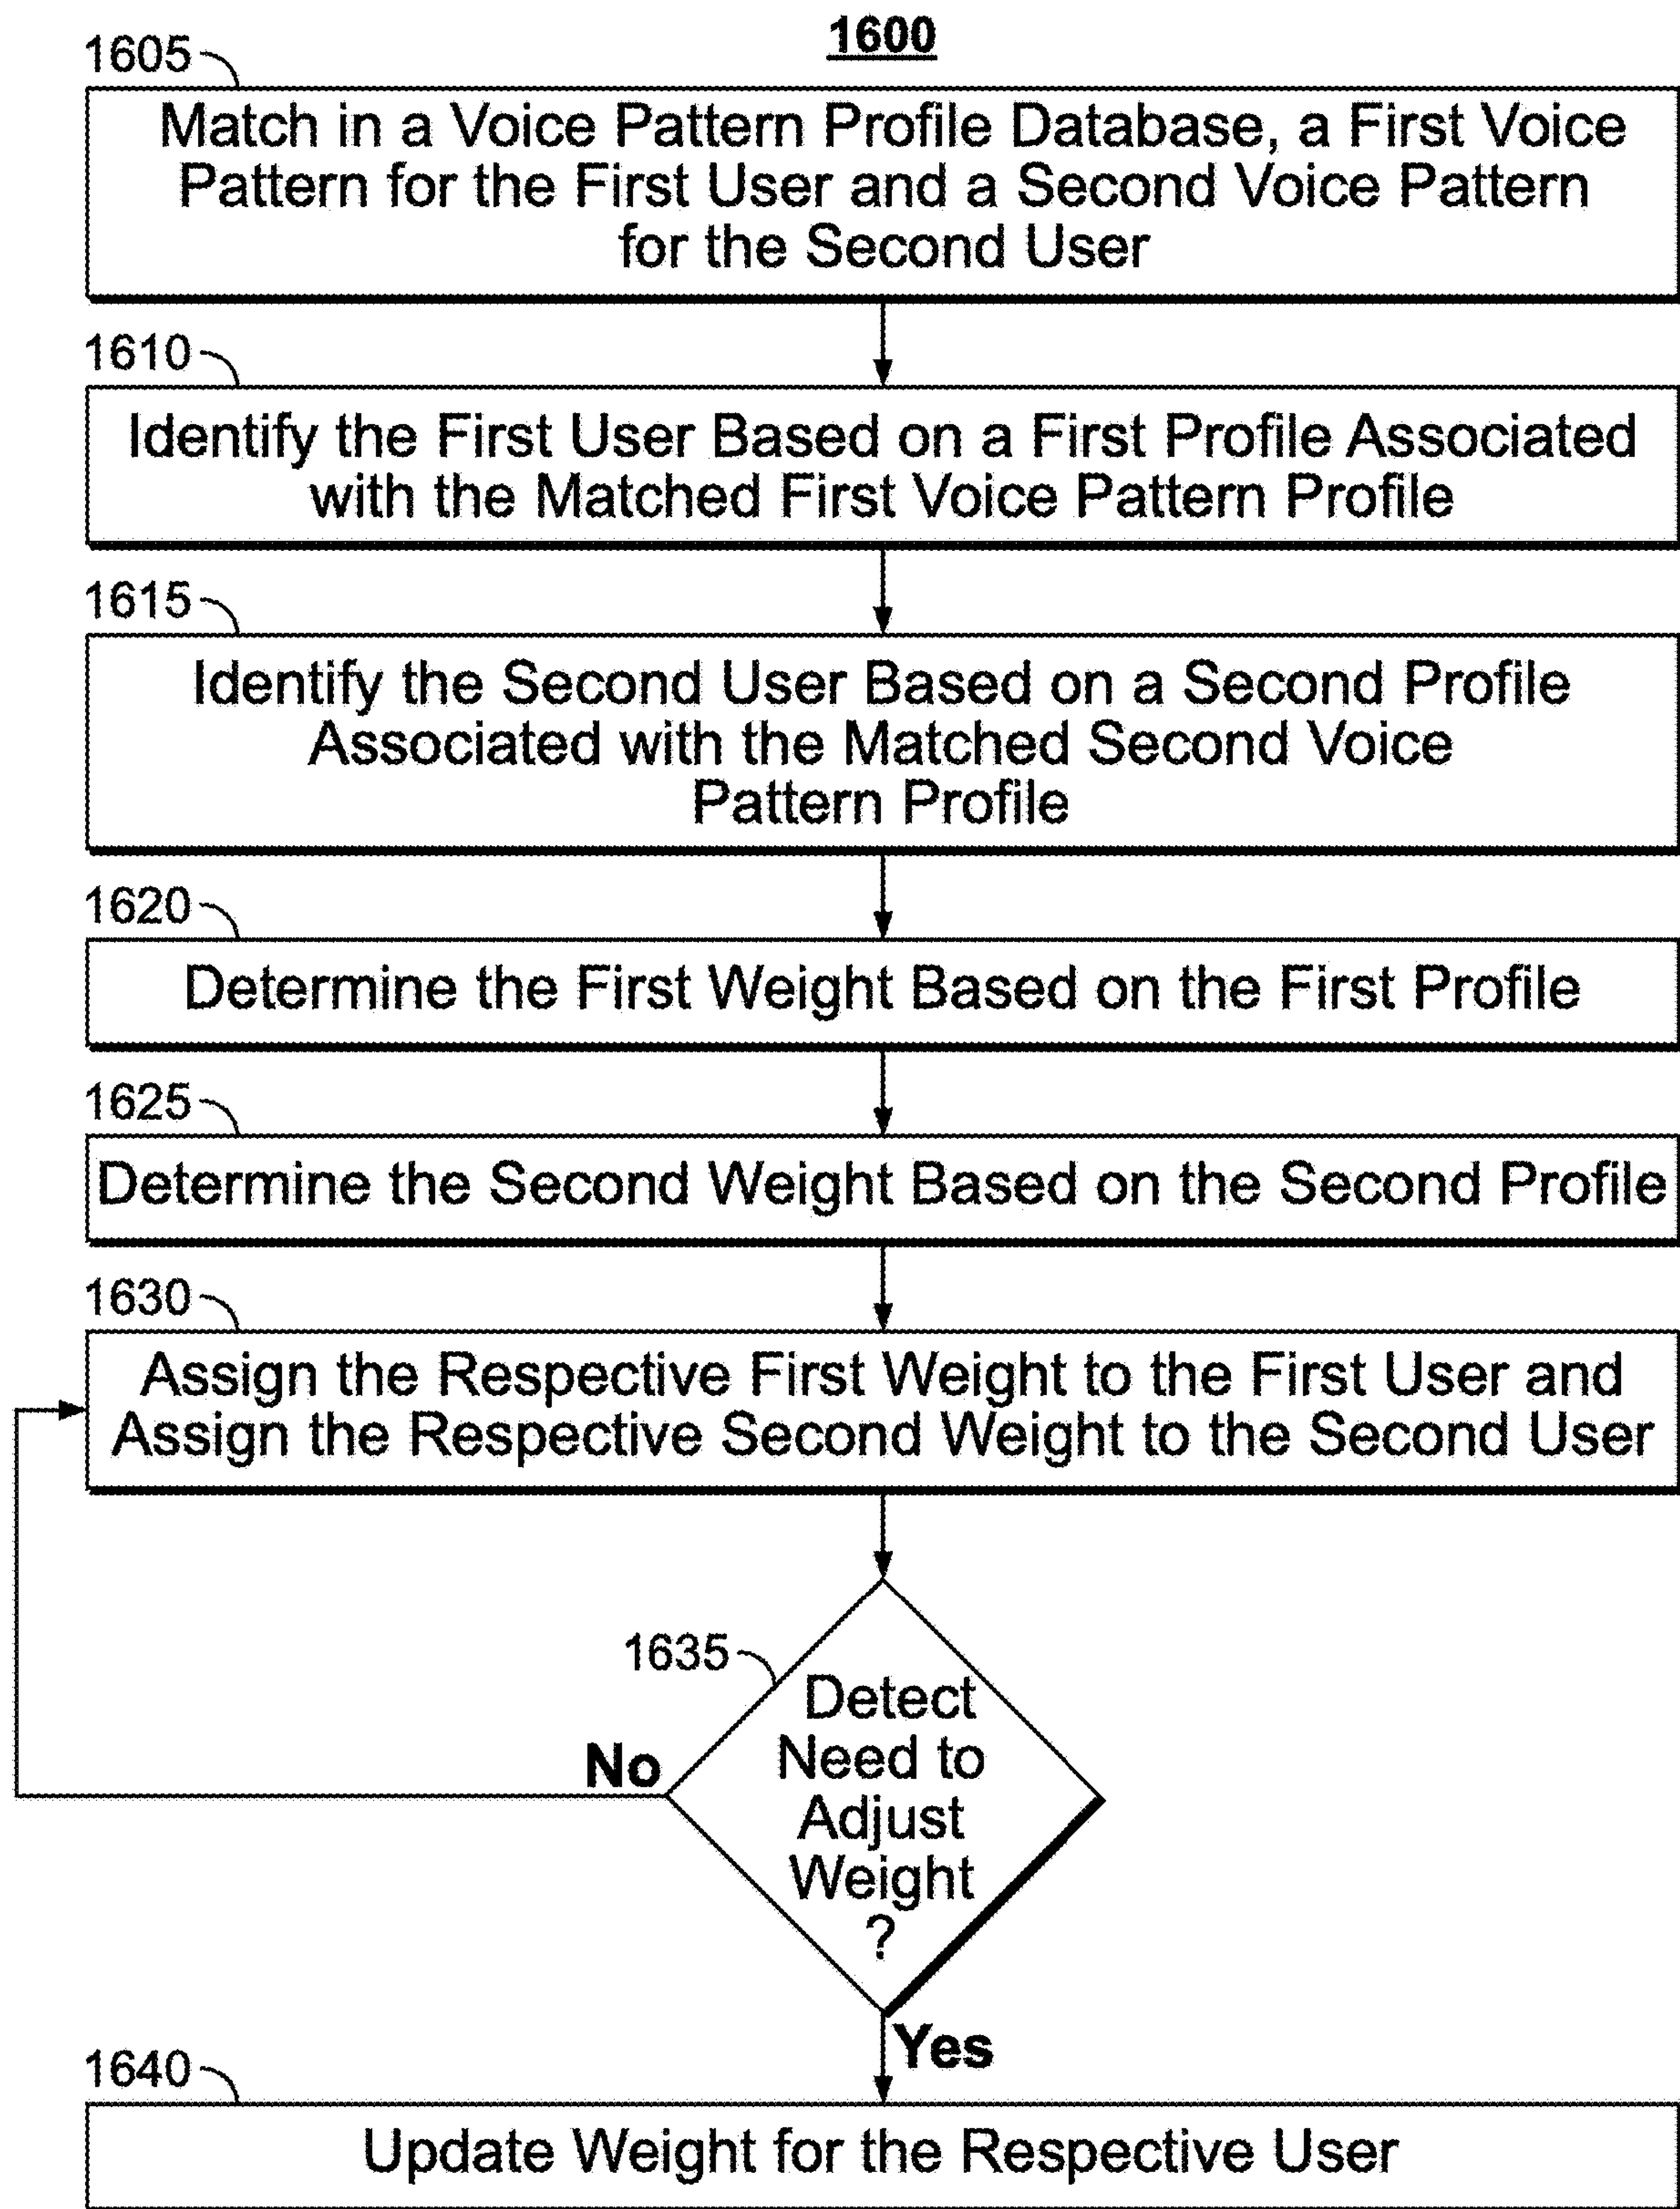 1600
1605
Match in a Voice Pattern Profile Database, a First Voice
Pattern for the First User and a Second Voice Pattern
for the Second User
1610
Identify the First User Based on a First Profile Associated
with the Matched First Voice Pattern Profile
1615
Identify the Second User Based on a Second Profile
Associated with the Matched Second Voice
Pattern Profile
1620
Determine the First Weight Based on the First Profile
1625
Determine the Second Weight Based on the Second Profile
1630
Assign the Respective First Weight to the First User and
Assign the Respective Second Weight to the Second User
1635
Detect
Need to
Adjust
Weight
?
No
Yes
1640
Update Weight for the Respective User